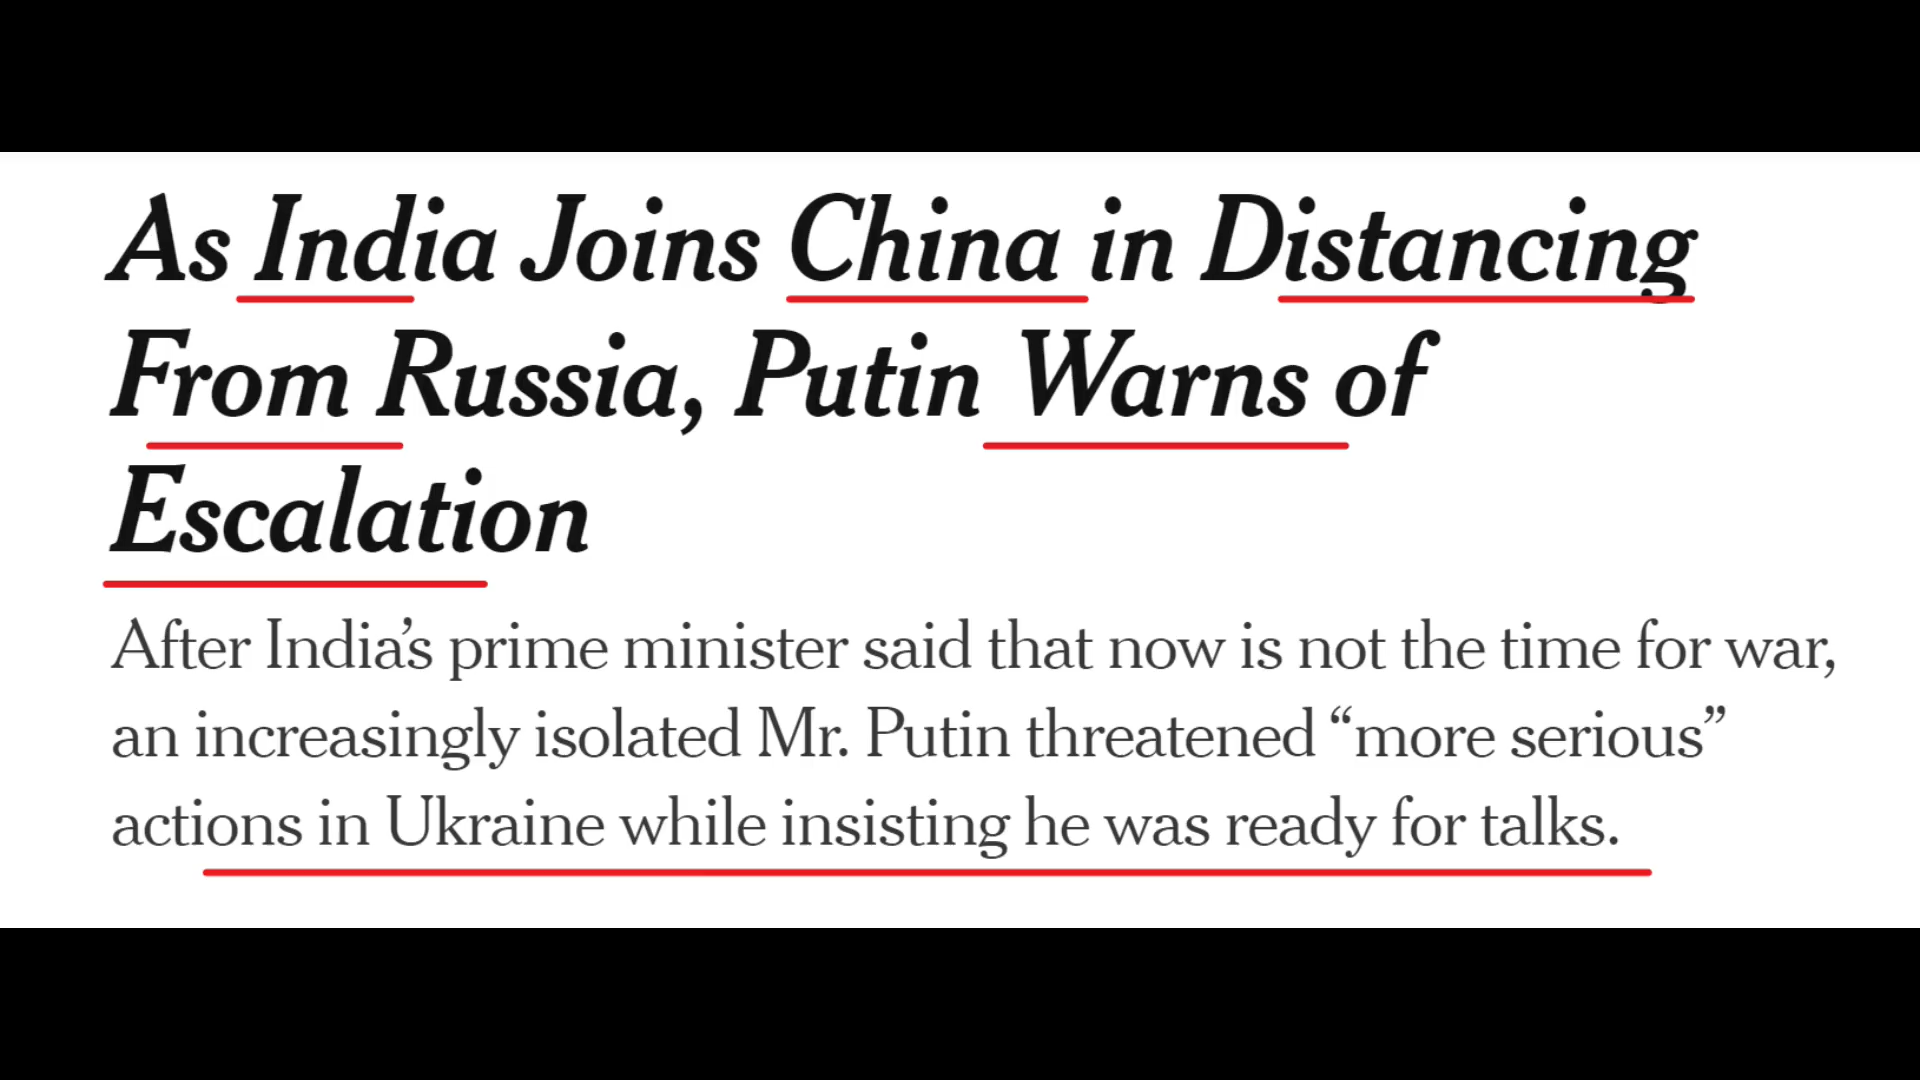 As India Joins China in Distancing
From Russia, Putin Warns of
Escalation
After India’s prime minister said that now is not the time for war,
an increasingly isolated Mr. Putin threatened “more serious”
actions in Ukraine while insisting he was ready for talks.